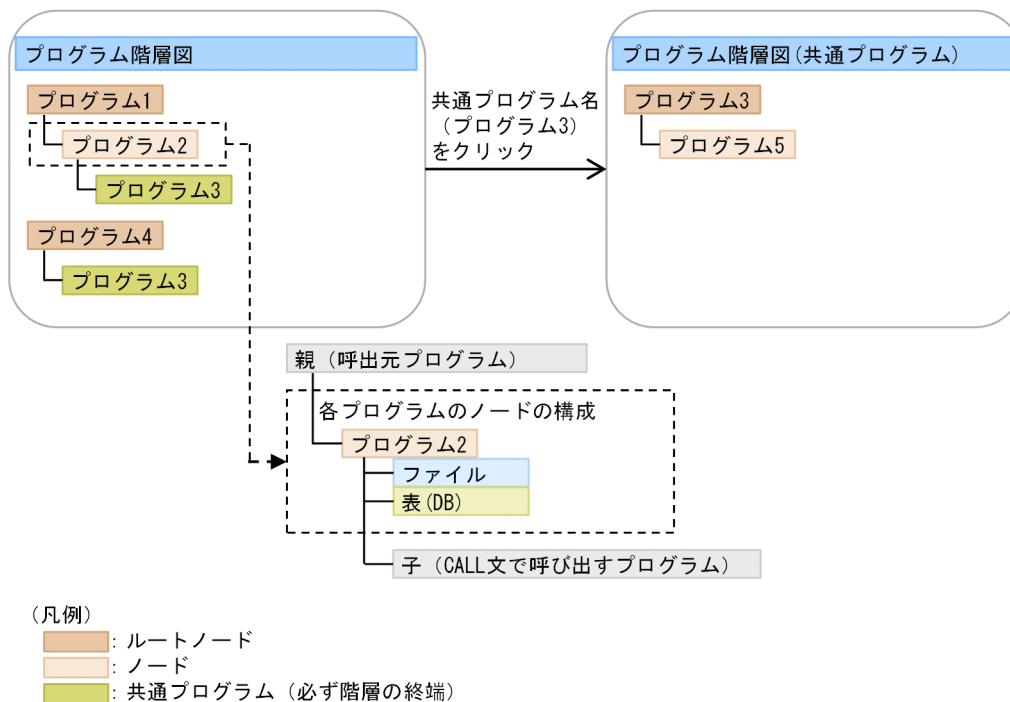 プログラム階層図
プログラム1
プログラム2
プログラム3
プログラム4
プログラム3
共通プログラム名
(プログラム3)
をクリック
プログラム階層図(共通プログラム)
プログラム3
プログラム5
親(呼出元プログラム)
各プログラムのノードの構成
プログラム2
ファイル
表(DB)
子(CALL文で呼び出すプログラム)
(凡例)
: ルートノード
: ノード
: 共通プログラム(必ず階層の終端)